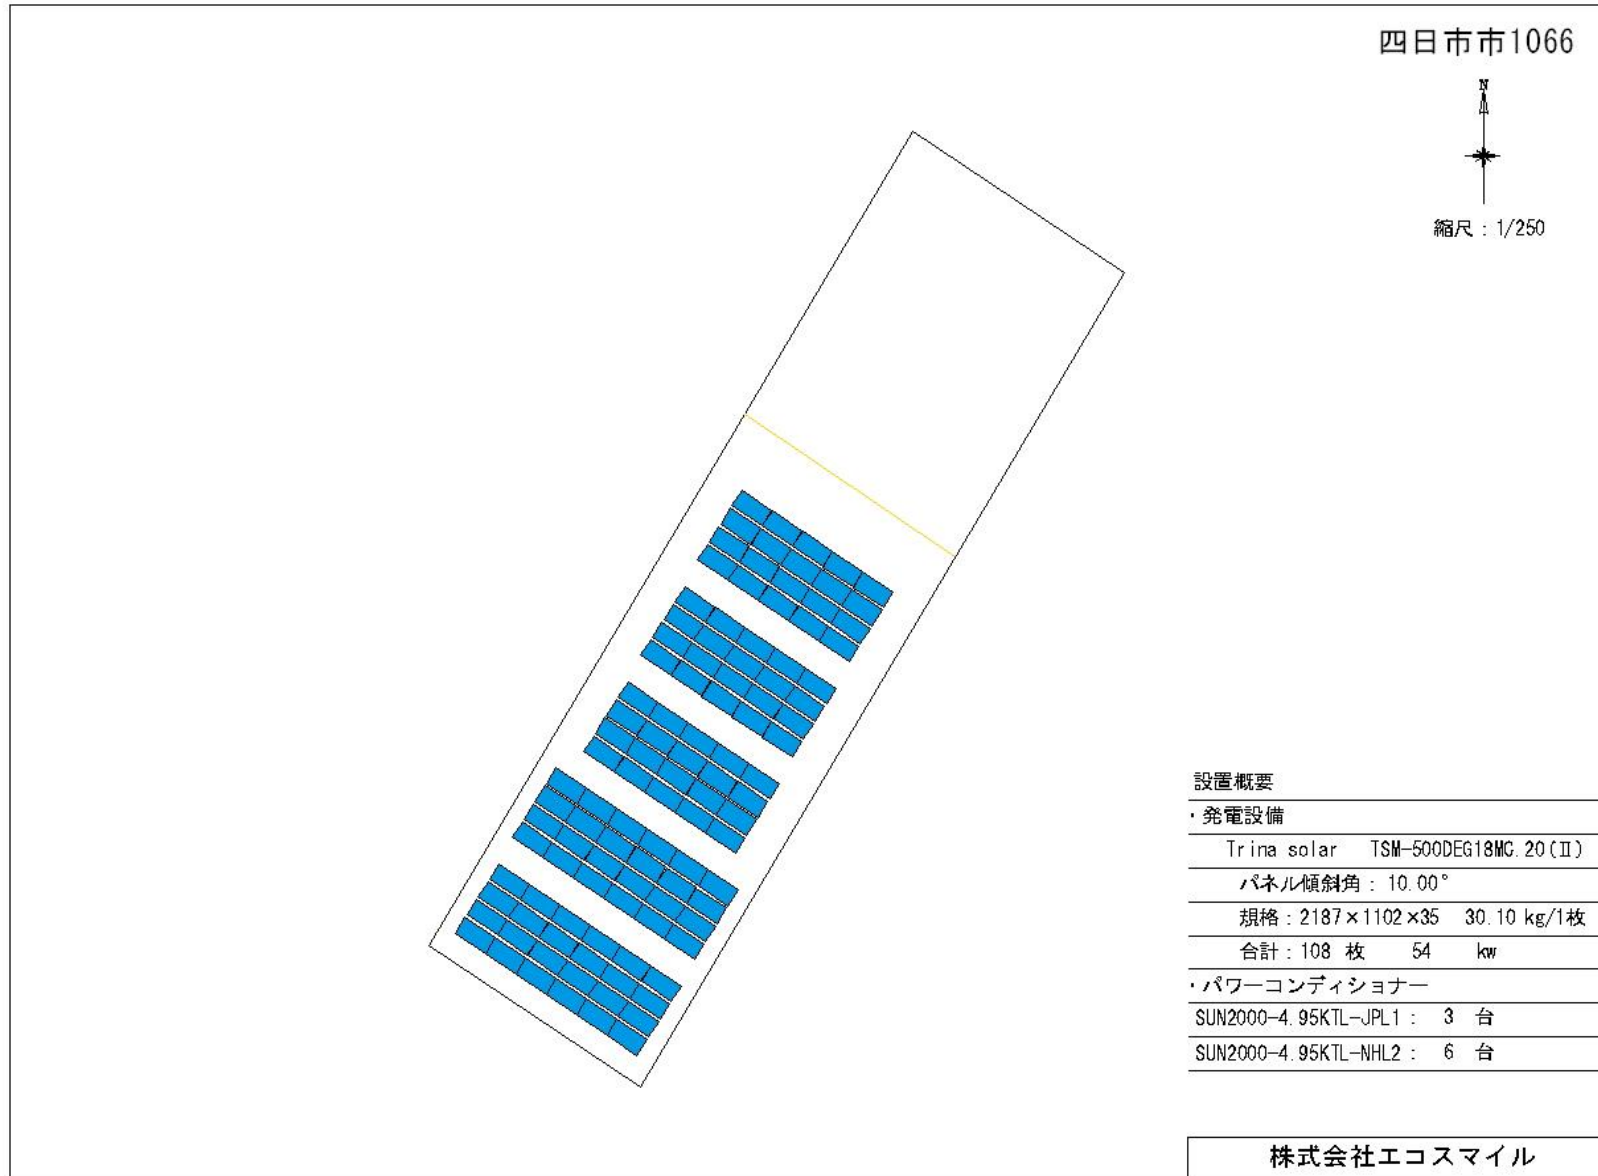 四日市市1066
N
縮尺：1/250
設置概要
・発電設備
Trina solar TSM-500DEG18MC.20(Ⅱ)
パネル傾斜角：10.00°
規格：2187×1102×35 30.10 kg/1枚
合計：108 枚 54 kw
・パワーコンディショナー
SUN2000-4.95KTL-JPL1： 3 台
SUN2000-4.95KTL-NHL2： 6 台
株式会社エコスマイル